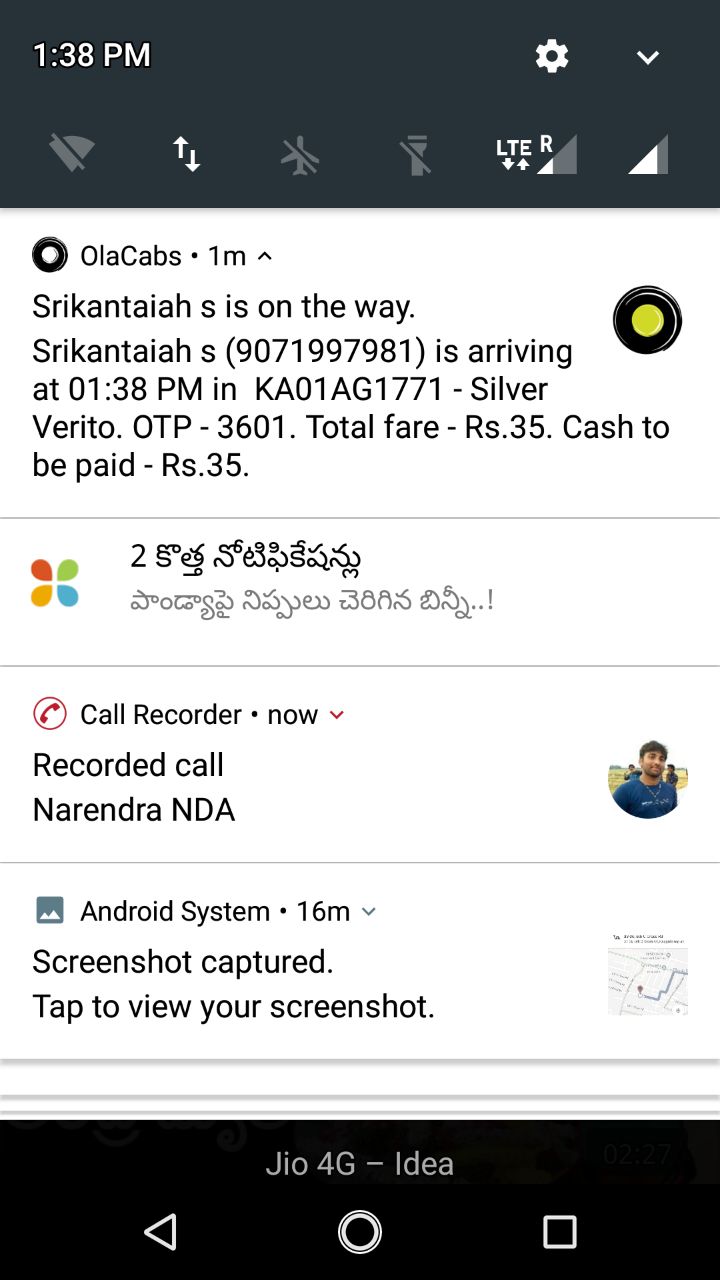 1:38 PM
LTE R
OlaCabs • 1m
Srikantaiah s is on the way.
Srikantaiah s (9071997981) is arriving
at 01:38 PM in KA01AG1771 - Silver
Verito. OTP - 3601. Total fare - Rs.35. Cash to
be paid - Rs.35.
2 కొత్త నోటిఫికేషన్లు
పాండ్యాపై నిప్పులు చెరిగిన బిన్నీ..!
Call Recorder • now
Recorded call
Narendra NDA
Android System • 16m
Screenshot captured.
Tap to view your screenshot.
02:27
Jio 4G – Idea